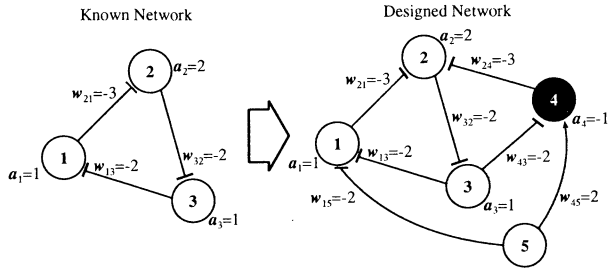 Known Network
Designed Network
2
a2=2
w21=-3
1
a1=1
w13=-2
w32=-2
3
a3=1
a2=2
2
w24=-3
w21=-3
4
a4=-1
w32=-2
1
a1=1
w13=-2
w43=-2
3
a3=1
w15=-2
w45=2
5